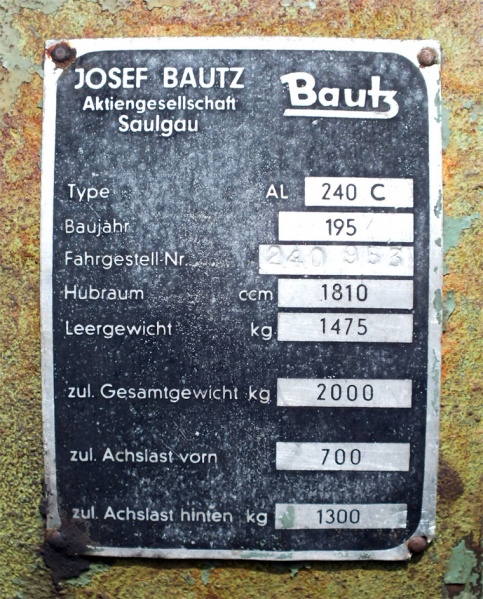 JOSEF BAUTZ
Aktiengesellschaft
Saulgau
Bautz
Type AL 240 C
Baujahr 195
Fahrgestell-Nr. 240 953
Hubraum ccm 1810
Leergewicht kg 1475
zul. Gesamtgewicht kg 2000
zul. Achslast vorn 700
zul. Achslast hinten kg 1300